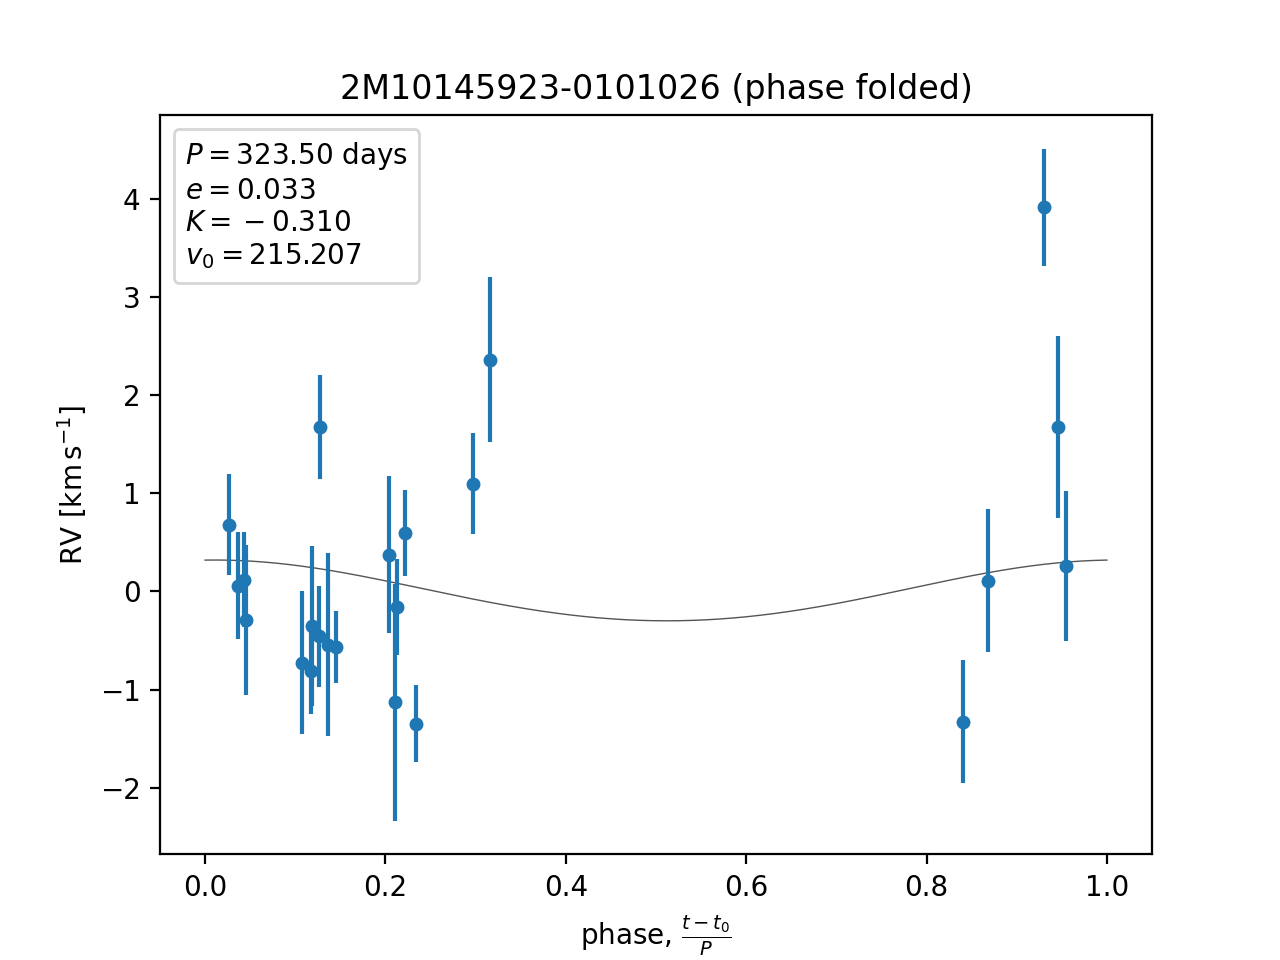 2M10145923-0101026 (phase folded)
P = 323.50 days
e = 0.033
K = −0.310
v₀ = 215.207
RV [km s⁻¹]
4
3
2
1
0
−1
−2
0.0 0.2 0.4 0.6 0.8 1.0
phase, (t − t₀)/P